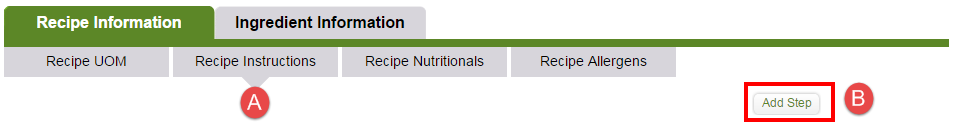 Recipe Information Ingredient Information
Recipe UOM Recipe Instructions Recipe Nutritionals Recipe Allergens
A Add Step B